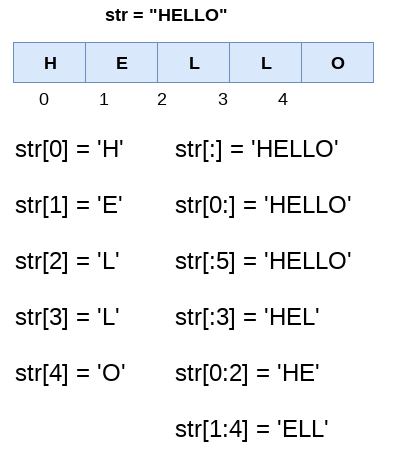 str = "HELLO"
H E L L O
0 1 2 3 4
str[0] = 'H' str[:] = 'HELLO'
str[1] = 'E' str[0:] = 'HELLO'
str[2] = 'L' str[:5] = 'HELLO'
str[3] = 'L' str[:3] = 'HEL'
str[4] = 'O' str[0:2] = 'HE'
str[1:4] = 'ELL'